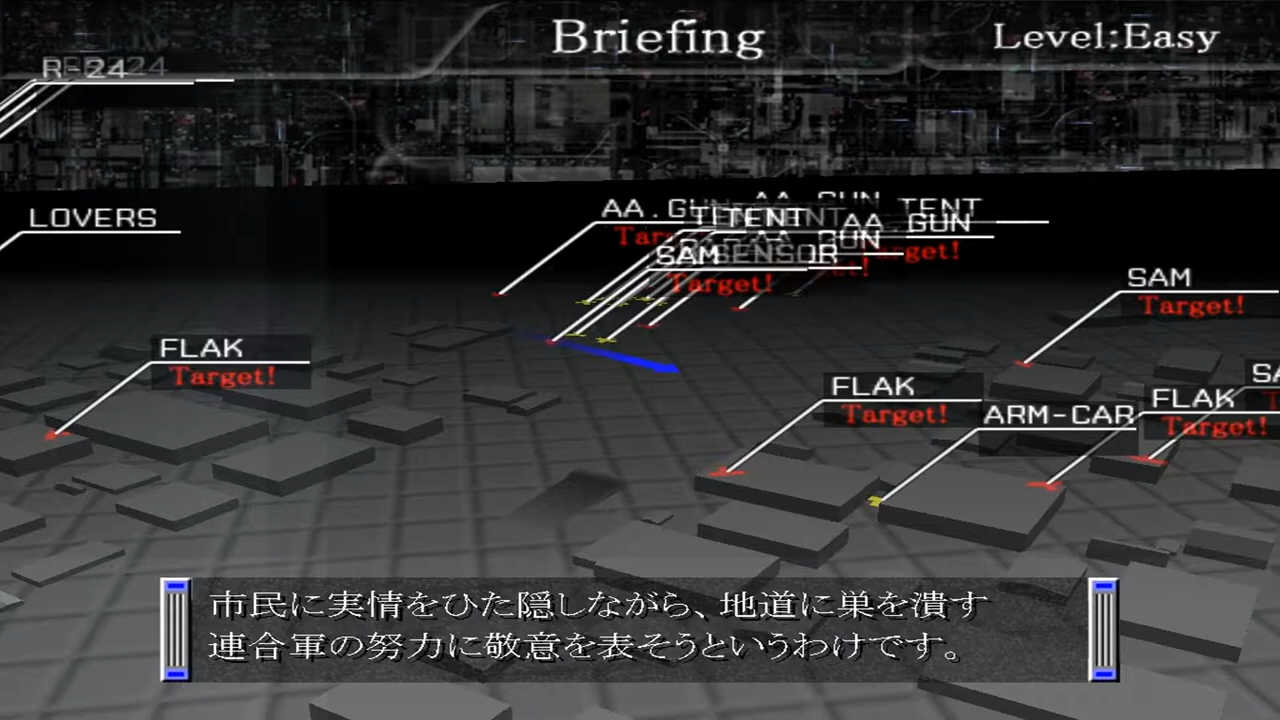 Briefing
Level:Easy
R-24
LOVERS
AA.GUN
TENT
TENT
AA.GUN
SAM
SENSOR
Target!
SAM
Target!
FLAK
Target!
FLAK
Target!
ARM-CAR
FLAK
Target!
市民に実情をひた隠しながら、地道に巣を潰す
連合軍の努力に敬意を表そうというわけです。